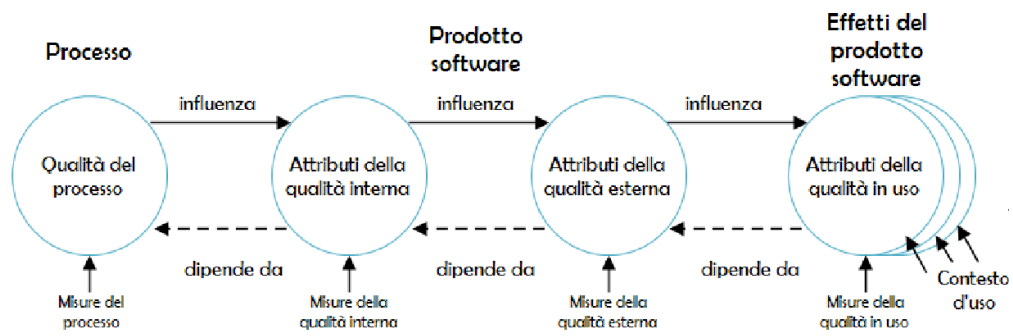 Processo
Prodotto
software
Effetti del
prodotto
software
influenza
influenza
influenza
Qualità del
processo
Attributi della
qualità interna
Attributi della
qualità esterna
Attributi della
qualità in uso
dipende da
dipende da
dipende da
Contesto
d'uso
Misure del
processo
Misure della
qualità interna
Misure della
qualità esterna
Misure della
qualità in uso